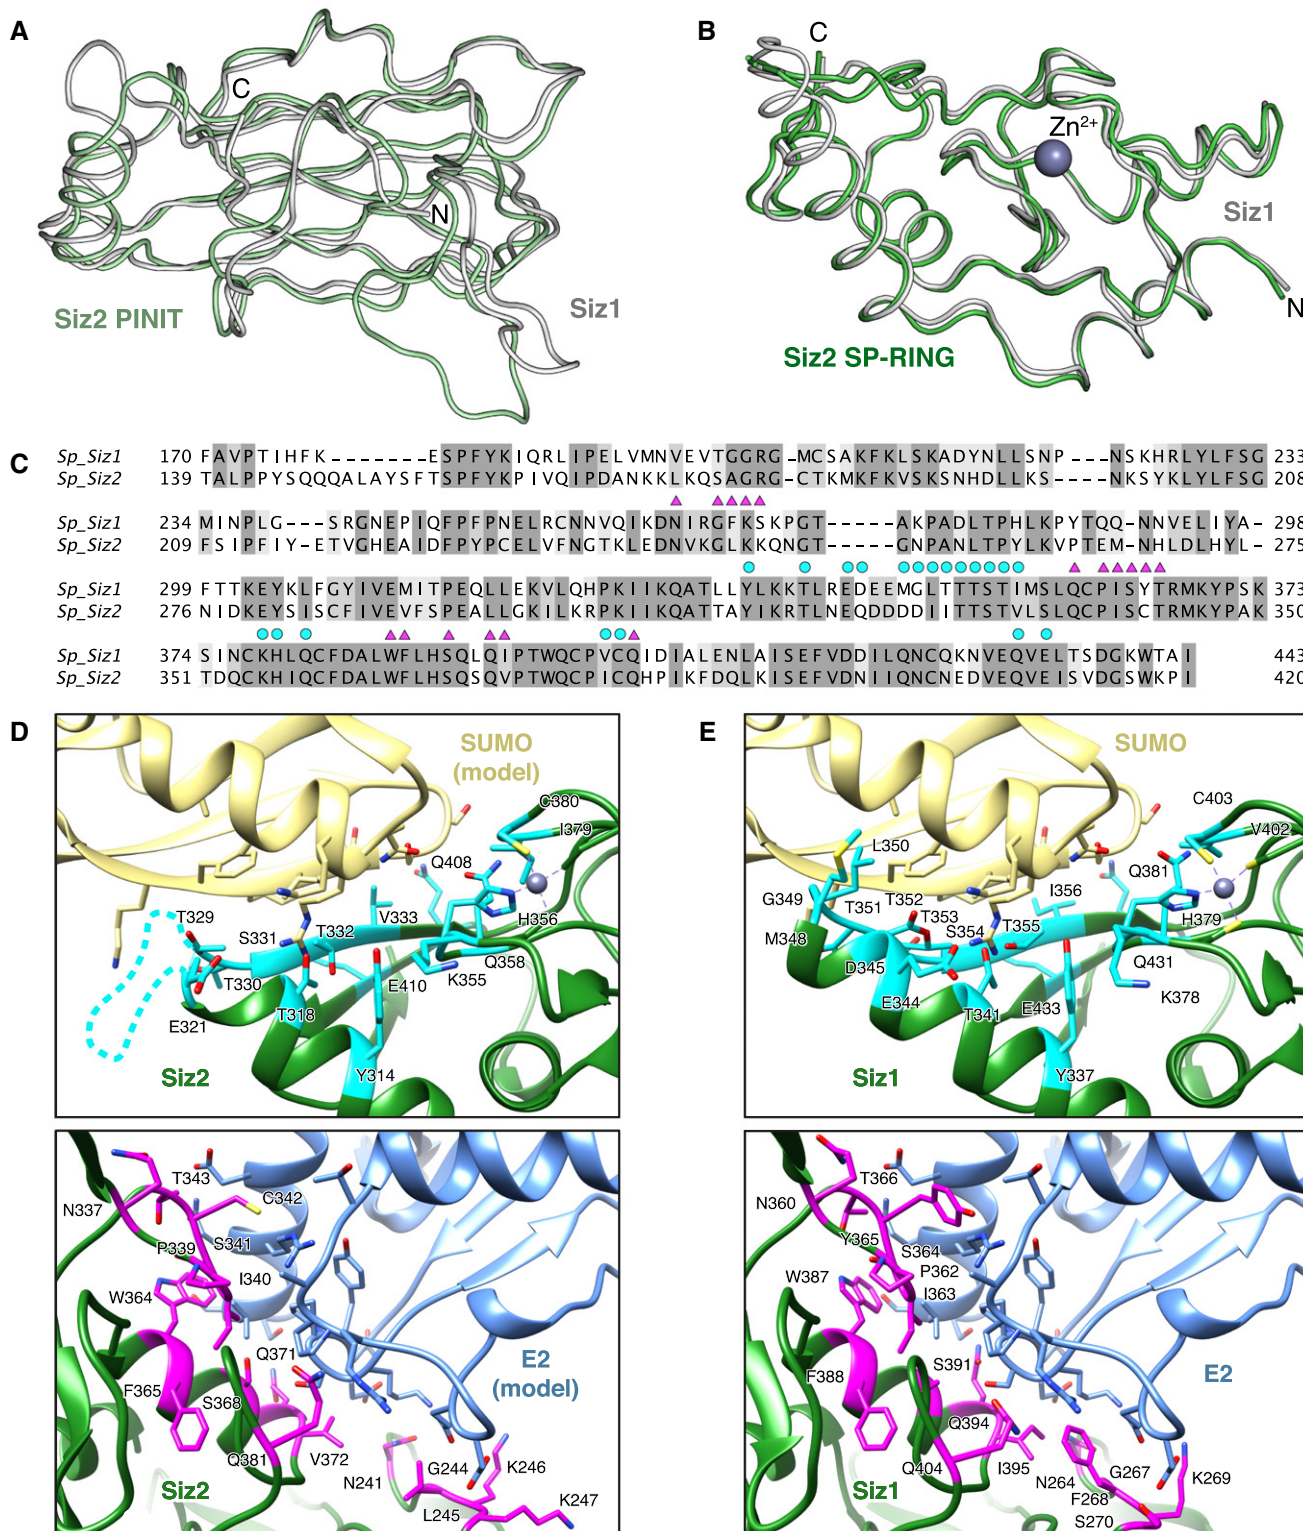 A
C
N
Siz2 PINIT
Siz1
B
C
Zn2+
Siz1
N
Siz2 SP-RING
C
Sp_Siz1 170 FAVPTIHFK-------ESPFYKIQRLIPELVMNVEVTGGRG-MCSAKFKLSKADYNLLSNP---NSKHRLYLFSG 233
Sp_Siz2 139 TALPPYSQQQALAYSFTSPFYKPIVQIPDANKKLKQSAGRG-CTKMKFKVSKSNHDLLKS----NKSYKLYLFSG 208
Sp_Siz1 234 MINPLG---SRGNEPIQFPFPNELRCNNVQIKDNIRGFKSKPGT-----AKPADLTPHLKPYTQQ-NNVELIYA- 298
Sp_Siz2 209 FSIPFIY-ETVGHEAIDFPYPCELVFNGTKLEDNVKGLKKQNGT-----GNPANLTPYLKVPTEM-NHLDLHYL- 275
Sp_Siz1 299 FTTKEYKLFGYIVEMITPEQLLEKVLQHPKIIKQATLLYLKKTLREDEEMGLTTTSTIMSLQCPISYTRMKYPSK 373
Sp_Siz2 276 NIDKESYSISCFIVEVFSPEALLGKILKRPKIIKQATTAYIKRTLNEQDDDDIITTSTVLSLQCPISCTRMKYPAK 350
Sp_Siz1 374 SINCKHLQCFDALWFLHSQLQIPTWQCPVCQIDIALENLAISEFVDDILQNCQKNVEQVELTSDGKWTAI 443
Sp_Siz2 351 TDQCKHIQCFDALWFLHSQSQVPTWQCPICQHPIKFDQLKISEFVDNIIQNCNEDVEQVEISVDGSWKPI 420
D
SUMO
(model)
C380
I379
Q408
H356
T329
S331
T332
V333
Q358
T330
E410
K355
E321
T318
Siz2
Y314
E
SUMO
C403
V402
L350
Q381
G349
T352
I356
T351
T353
H379
M348
S354
T355
D345
Q431
E344
K378
T341
E433
Siz1
Y337
T343
C342
N337
P339
S341
I340
W364
Q371
E2
(model)
F365
S368
Q381
V372
N241
G244
K246
Siz2
L245
K247
T366
N360
Y365
S364
P362
W387
I363
S391
E2
F388
Q394
Q404
I395
N264
G267
K269
Siz1
F268
S270